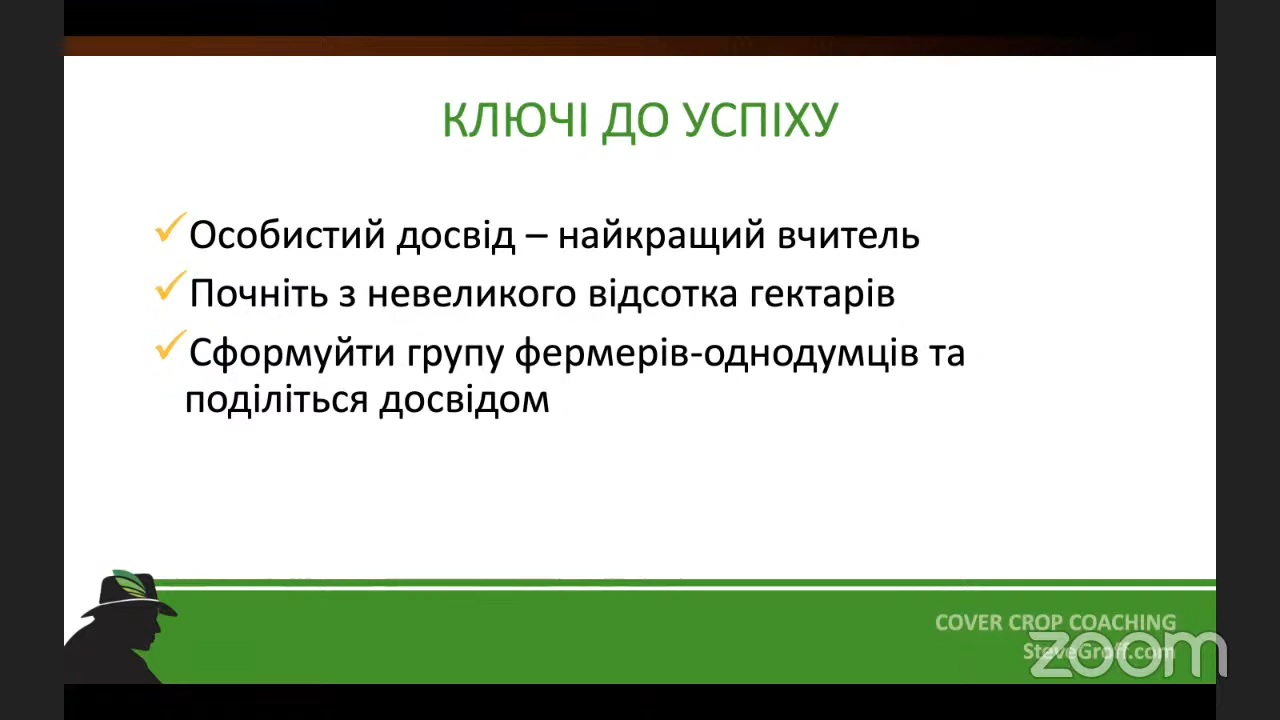 КЛЮЧІ ДО УСПІХУ
Особистий досвід – найкращий вчитель
Почніть з невеликого відсотка гектарів
Сформуйти групу фермерів-однодумців та
поділіться досвідом
COVER CROP COACHING
SteveGroff.com
zoom